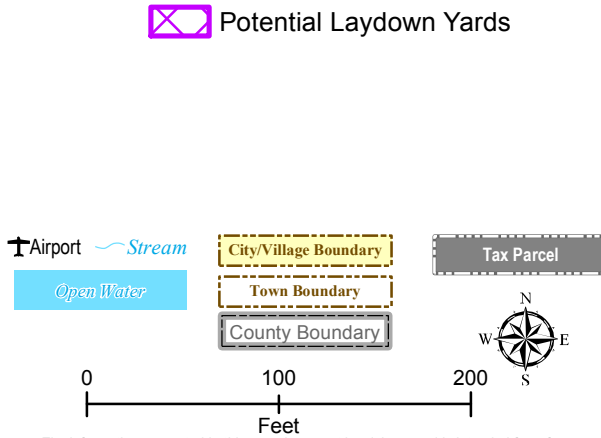 Potential Laydown Yards
Airport
Stream
City/Village Boundary
Tax Parcel
Open Water
Town Boundary
County Boundary
N
W
E
S
0
100
200
Feet